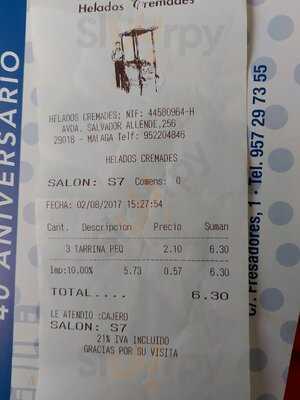 Helados Cremades
HELADOS CREMADES; NIF: 44580964-H
AVDA. SALVADOR ALLENDE,256
29018 - MALAGA Telf: 952204846
HELADOS CREMADES
SALON: S7 Comens: 0
FECHA: 02/08/2017 15:27:54
Cant. Descripcion Precio Suman
3 TARRINA PEQ 2.10 6.30
Imp:10.00% 5.73 0.57 6.30
TOTAL.... 6.30
LE ATENDIO :CAJERO
SALON: S7
21% IVA INCLUIDO
GRACIAS POR SU VISITA
40 ANIVERSARIO
C/. Fresadores, 1 · Tel. 957 29 73 55